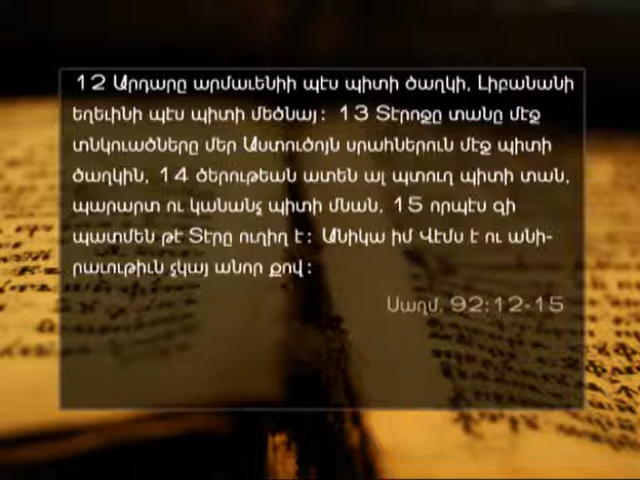 12 Արդարը արմաւենիի պէս պիտի ծաղկի, Լիբանանի
եղեւինի պէս պիտի մեծնայ: 13 Տէրոջը տանը մէջ
տնկուածները մեր Աստուծոյն սրահներուն մէջ պիտի
ծաղկին, 14 ծերութեան ատեն ալ պտուղ պիտի տան,
պարարտ ու կանանչ պիտի մնան, 15 որպէս զի
պատմեն թէ Տէրը ուղիղ է: Անիկա իմ Վէմս է ու անի-
րաւութիւն չկայ անոր քով:
Սաղմ. 92:12-15